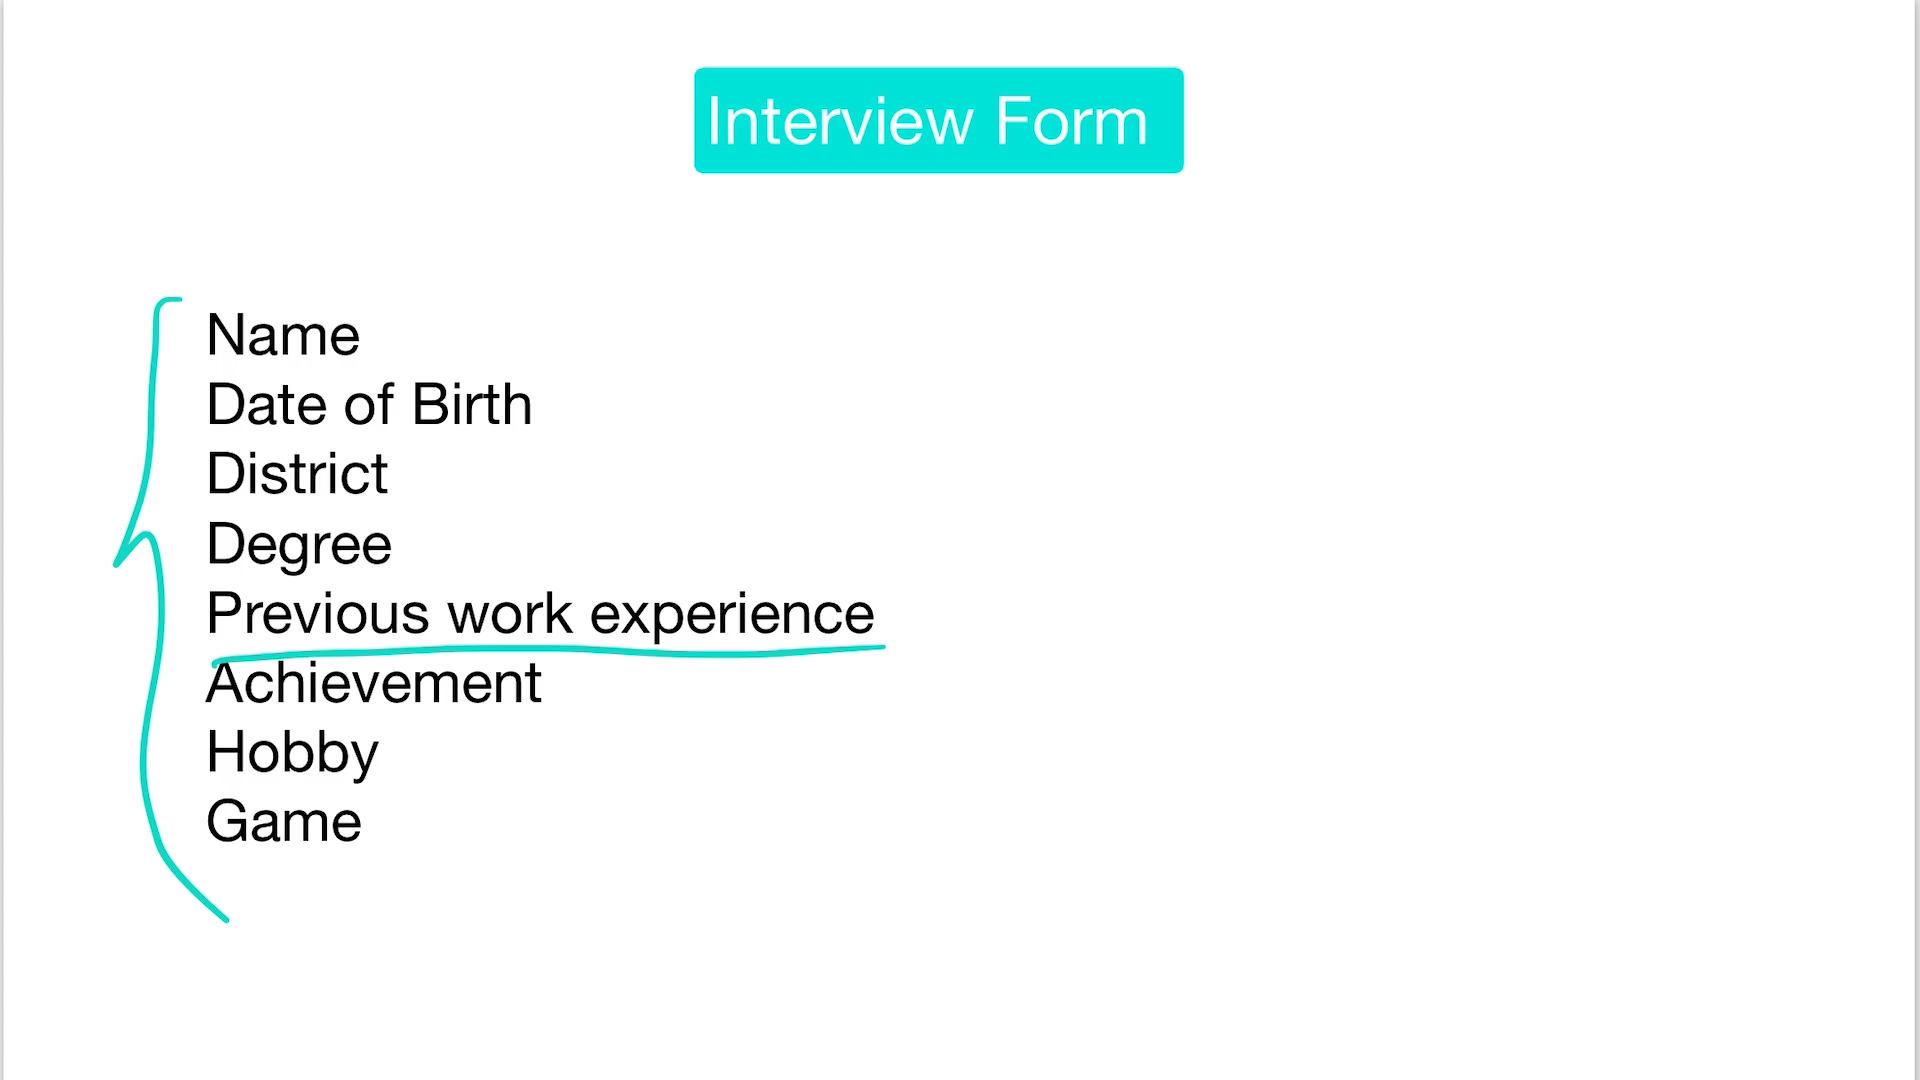 Interview Form
Name
Date of Birth
District
Degree
Previous work experience
Achievement
Hobby
Game